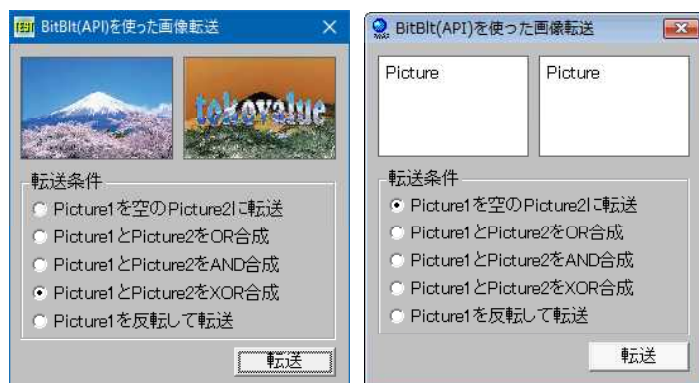 BitBlt(API)を使った画像転送
tokovalue
転送条件
Picture1を空のPicture2に転送
Picture1とPicture2をOR合成
Picture1とPicture2をAND合成
Picture1とPicture2をXOR合成
Picture1を反転して転送
転送
BitBlt(API)を使った画像転送
Picture
Picture
転送条件
Picture1を空のPicture2に転送
Picture1とPicture2をOR合成
Picture1とPicture2をAND合成
Picture1とPicture2をXOR合成
Picture1を反転して転送
転送